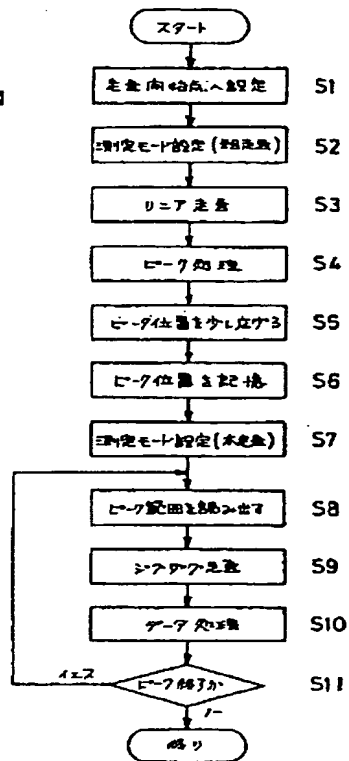 スタート
走査開始点へ設定 S1
測定モード設定(粗走査) S2
リニア走査 S3
ピーク処理 S4
ピーク位置を少し広げる S5
ピーク位置を記憶 S6
測定モード設定(本走査) S7
ピーク範囲を読み出す S8
ジグザグ走査 S9
データ処理 S10
ピーク終了か S11
イエス
ノー
終り